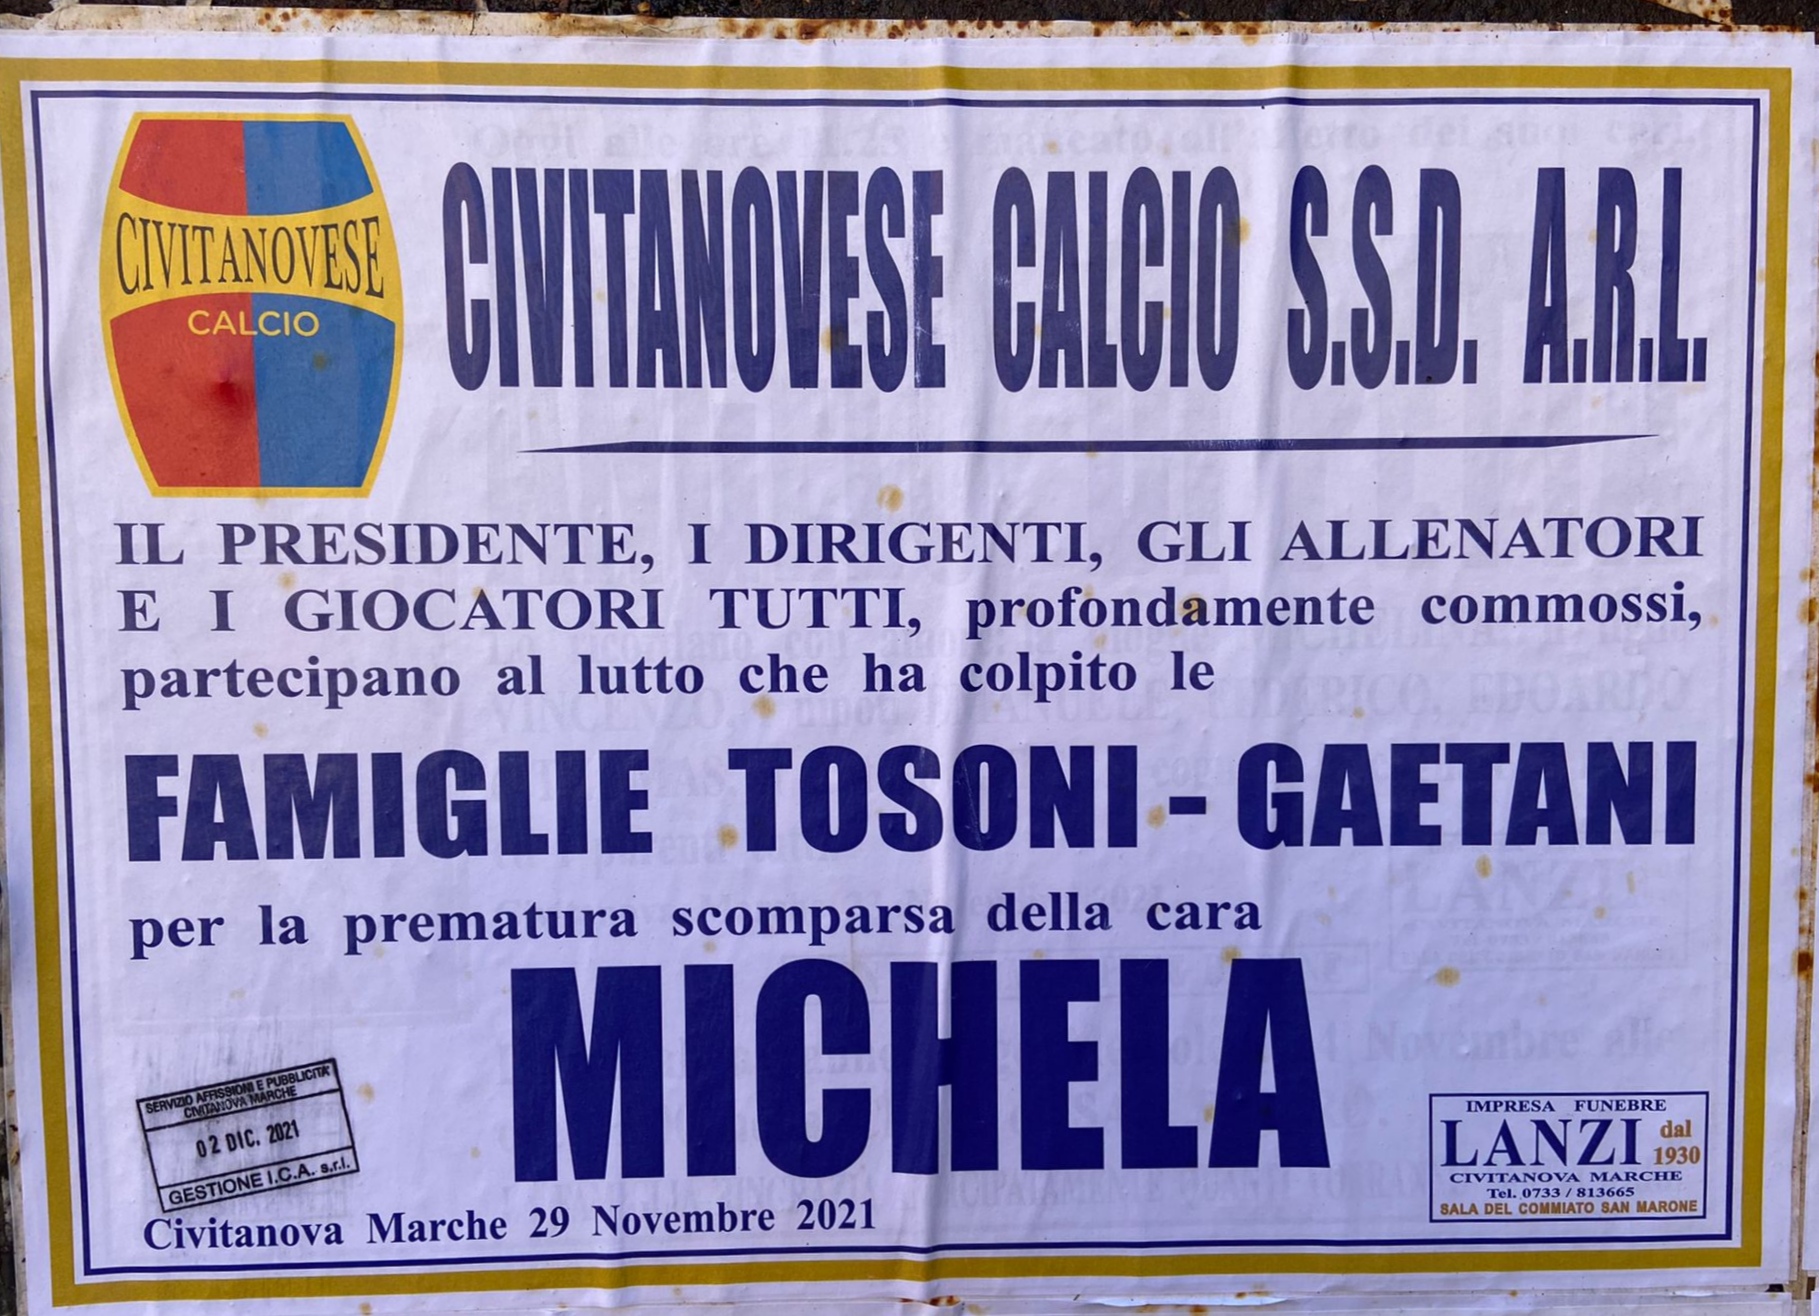 CIVITANOVESE
CALCIO
CIVITANOVESE CALCIO S.S.D. A.R.L.
IL PRESIDENTE, I DIRIGENTI, GLI ALLENATORI
E I GIOCATORI TUTTI, profondamente commossi,
partecipano al lutto che ha colpito le
FAMIGLIE TOSONI - GAETANI
per la prematura scomparsa della cara
MICHELA
SERVIZIO AFFISSIONI E PUBBLICITA'
CIVITANOVA MARCHE
02 DIC. 2021
GESTIONE I.C.A. s.r.l.
Civitanova Marche 29 Novembre 2021
IMPRESA FUNEBRE
LANZI dal 1930
CIVITANOVA MARCHE
Tel. 0733 / 813665
SALA DEL COMMIATO SAN MARONE